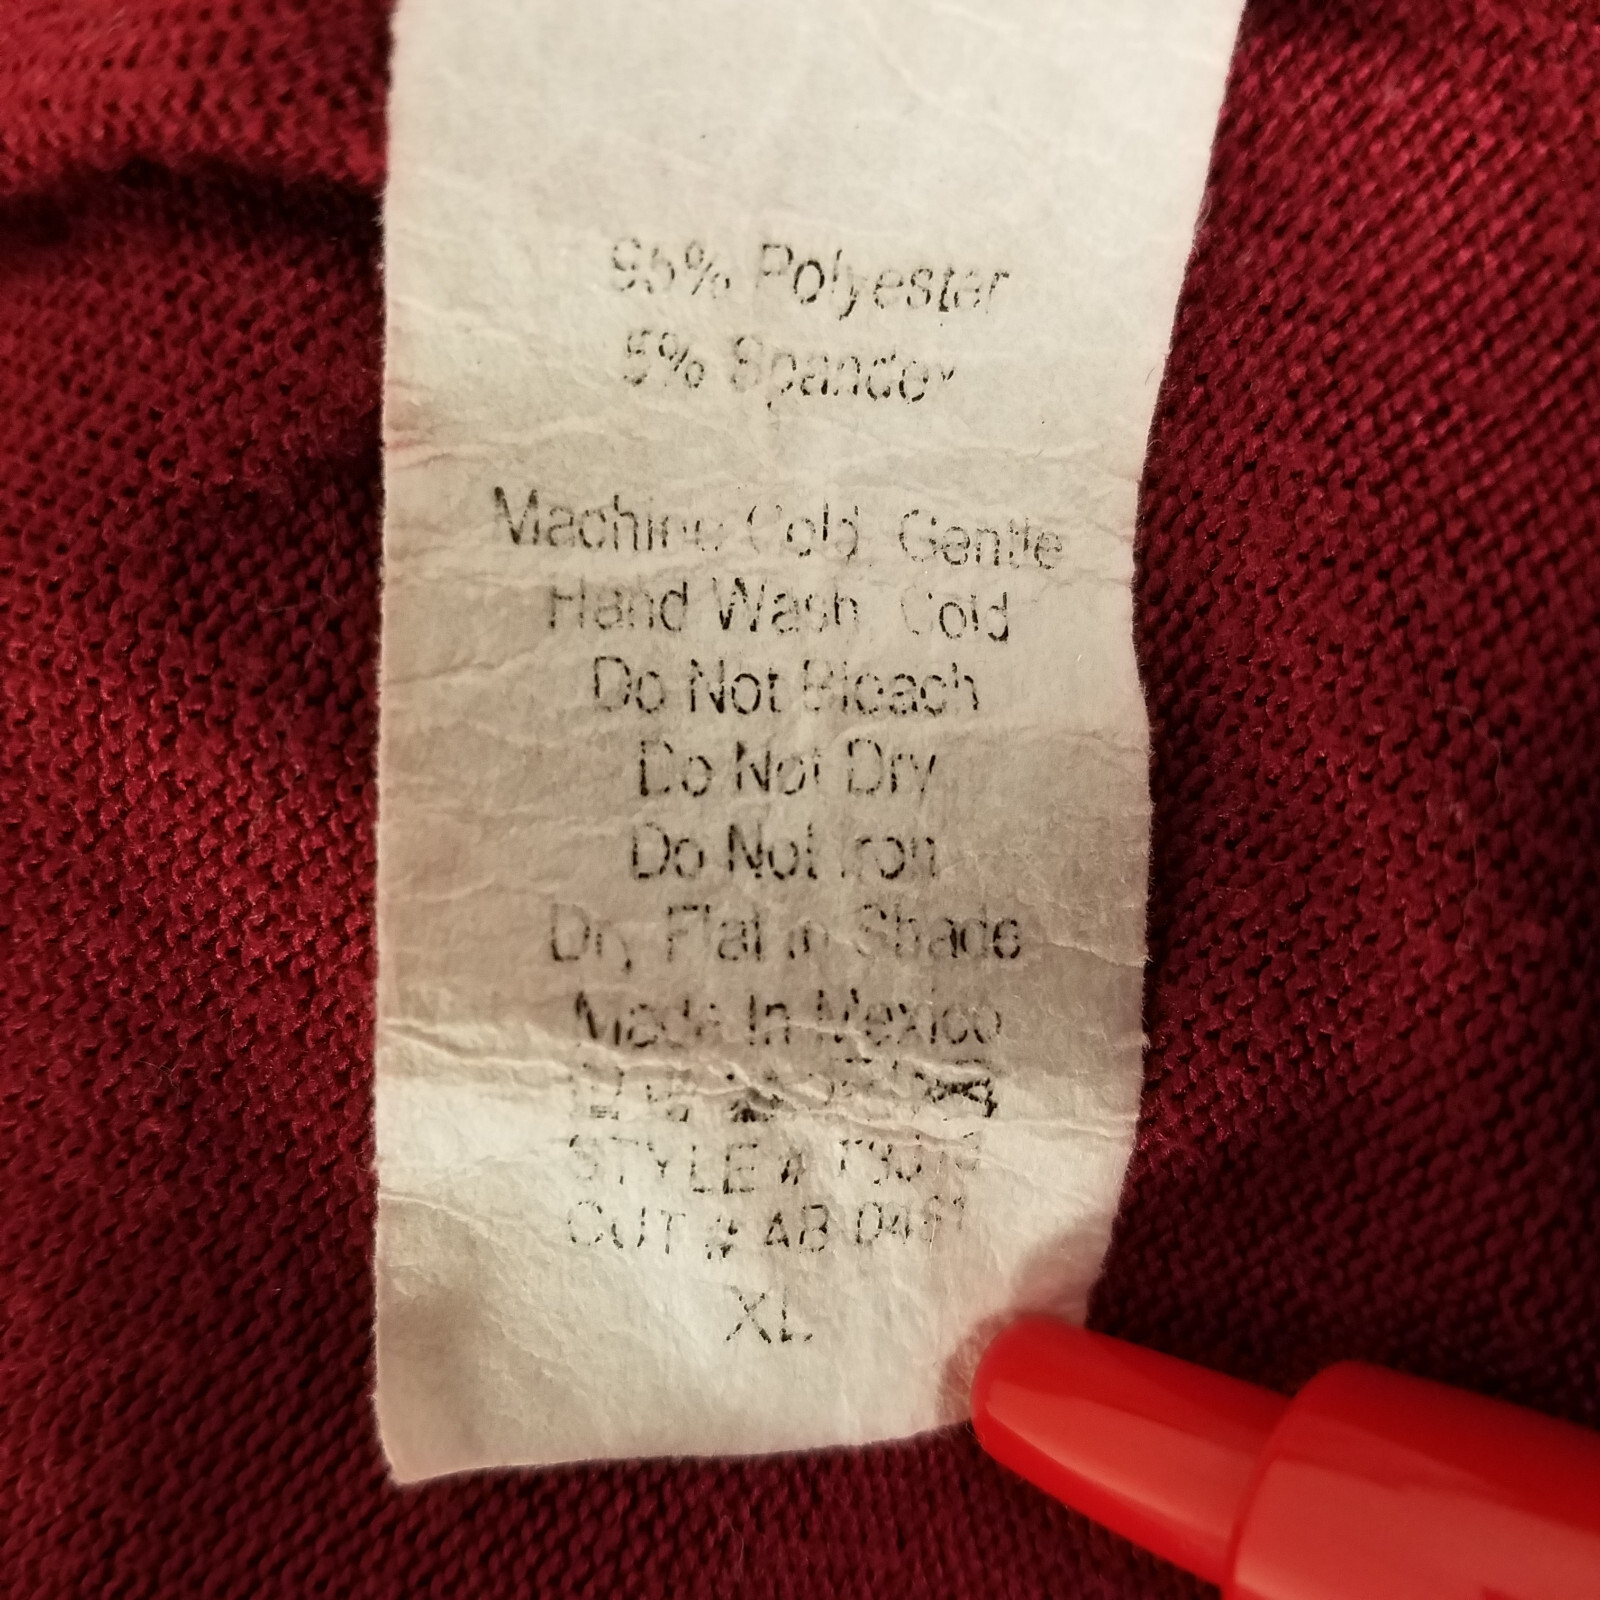 95% Polyester
5% Spandex
Machine Cold, Gentle
Hand Wash, Cold
Do Not Bleach
Do Not Dry
Do Not Iron
Dry Flat in Shade
Made In Mexico
STYLE #
CUT #
XL